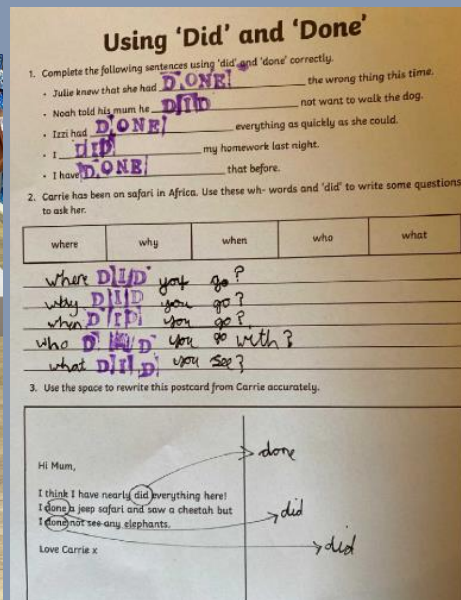 Using 'Did' and 'Done'
1. Complete the following sentences using 'did' and 'done' correctly.
• Julie knew that she had DONE the wrong thing this time.
• Noah told his mum he DID not want to walk the dog.
• Izzi had DONE everything as quickly as she could.
• I DID my homework last night.
• I have DONE that before.
2. Carrie has been on safari in Africa. Use these wh- words and 'did' to write some questions
to ask her.
where why when who what
where DID you go?
why DID you go?
when DID you go?
who DID you go with?
what DID you see?
3. Use the space to rewrite this postcard from Carrie accurately.
done
Hi Mum,
I think I have nearly did everything here!
I done a jeep safari and saw a cheetah but
did
I done not see any elephants.
did
Love Carrie x